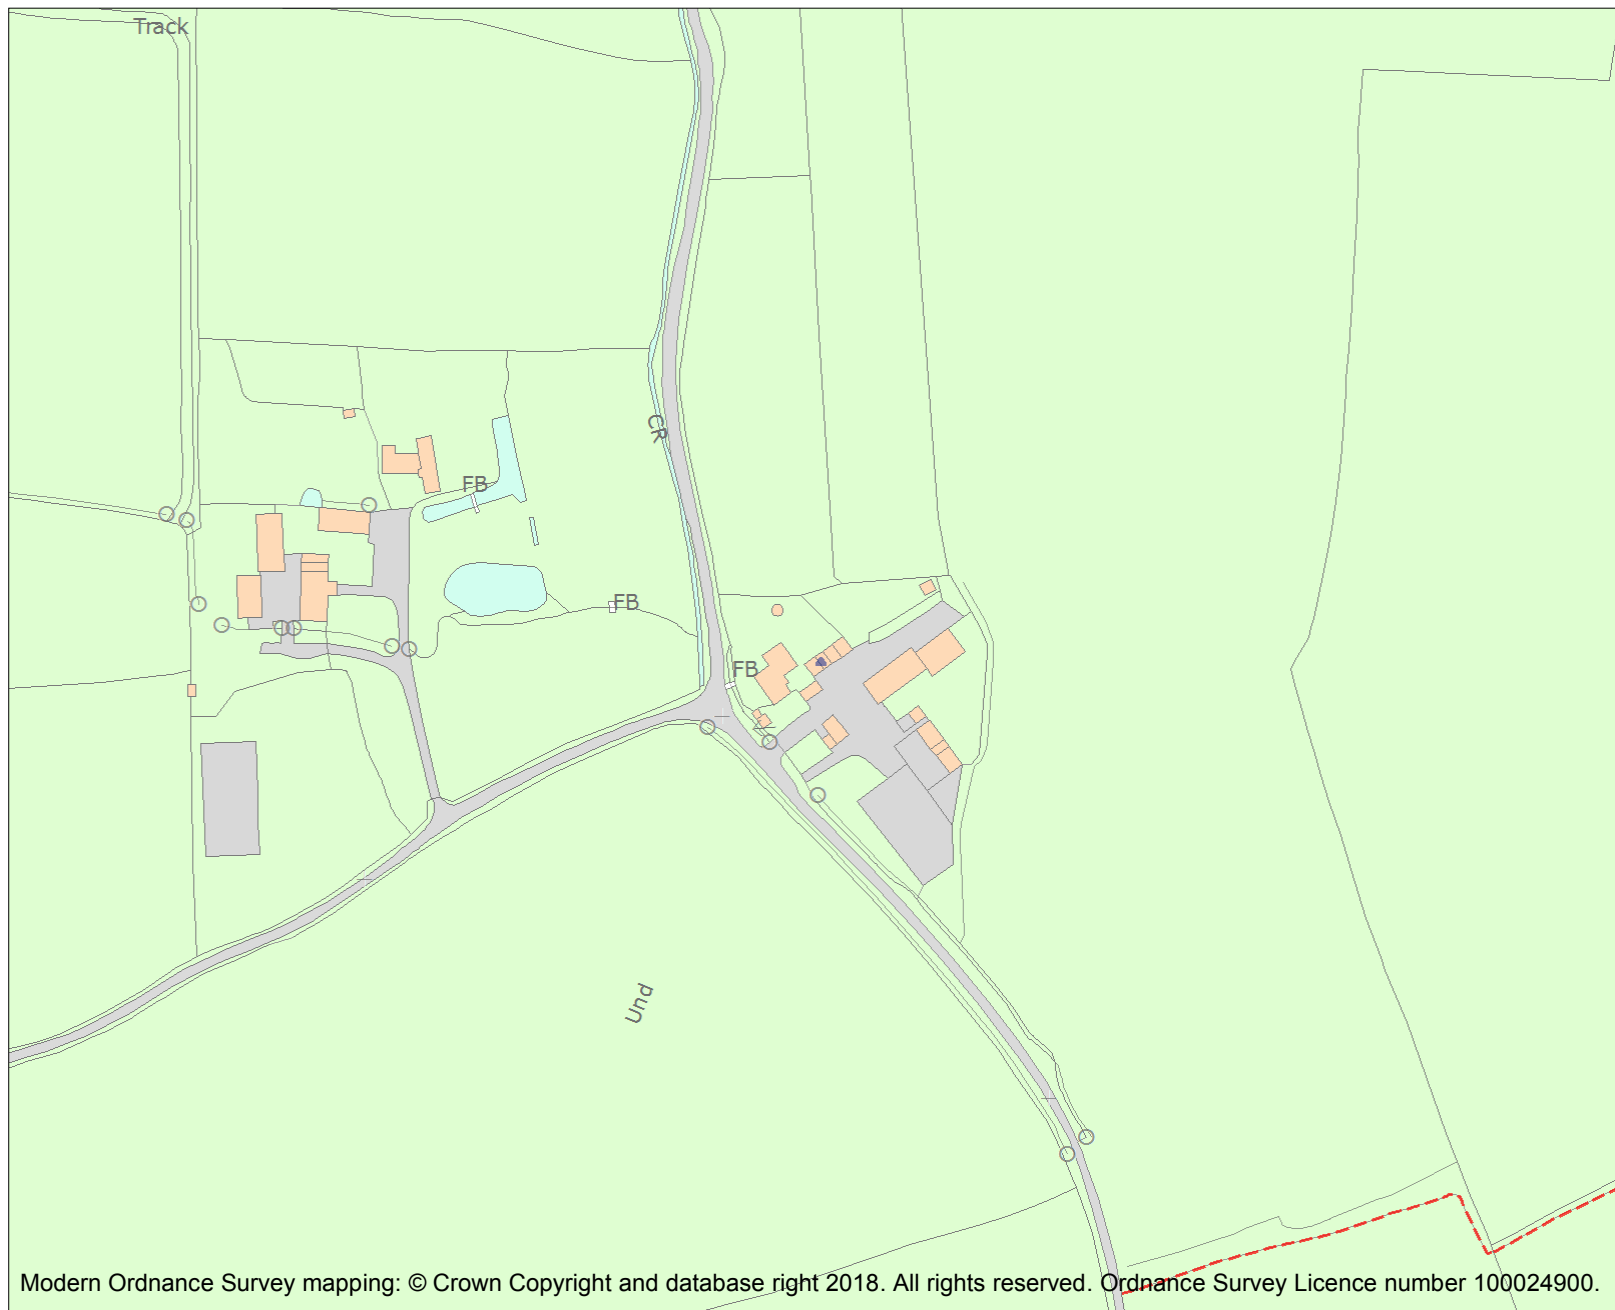 Track
CR
FB
FB
FB
Und
Modern Ordnance Survey mapping: © Crown Copyright and database right 2018. All rights reserved. Ordnance Survey Licence number 100024900.